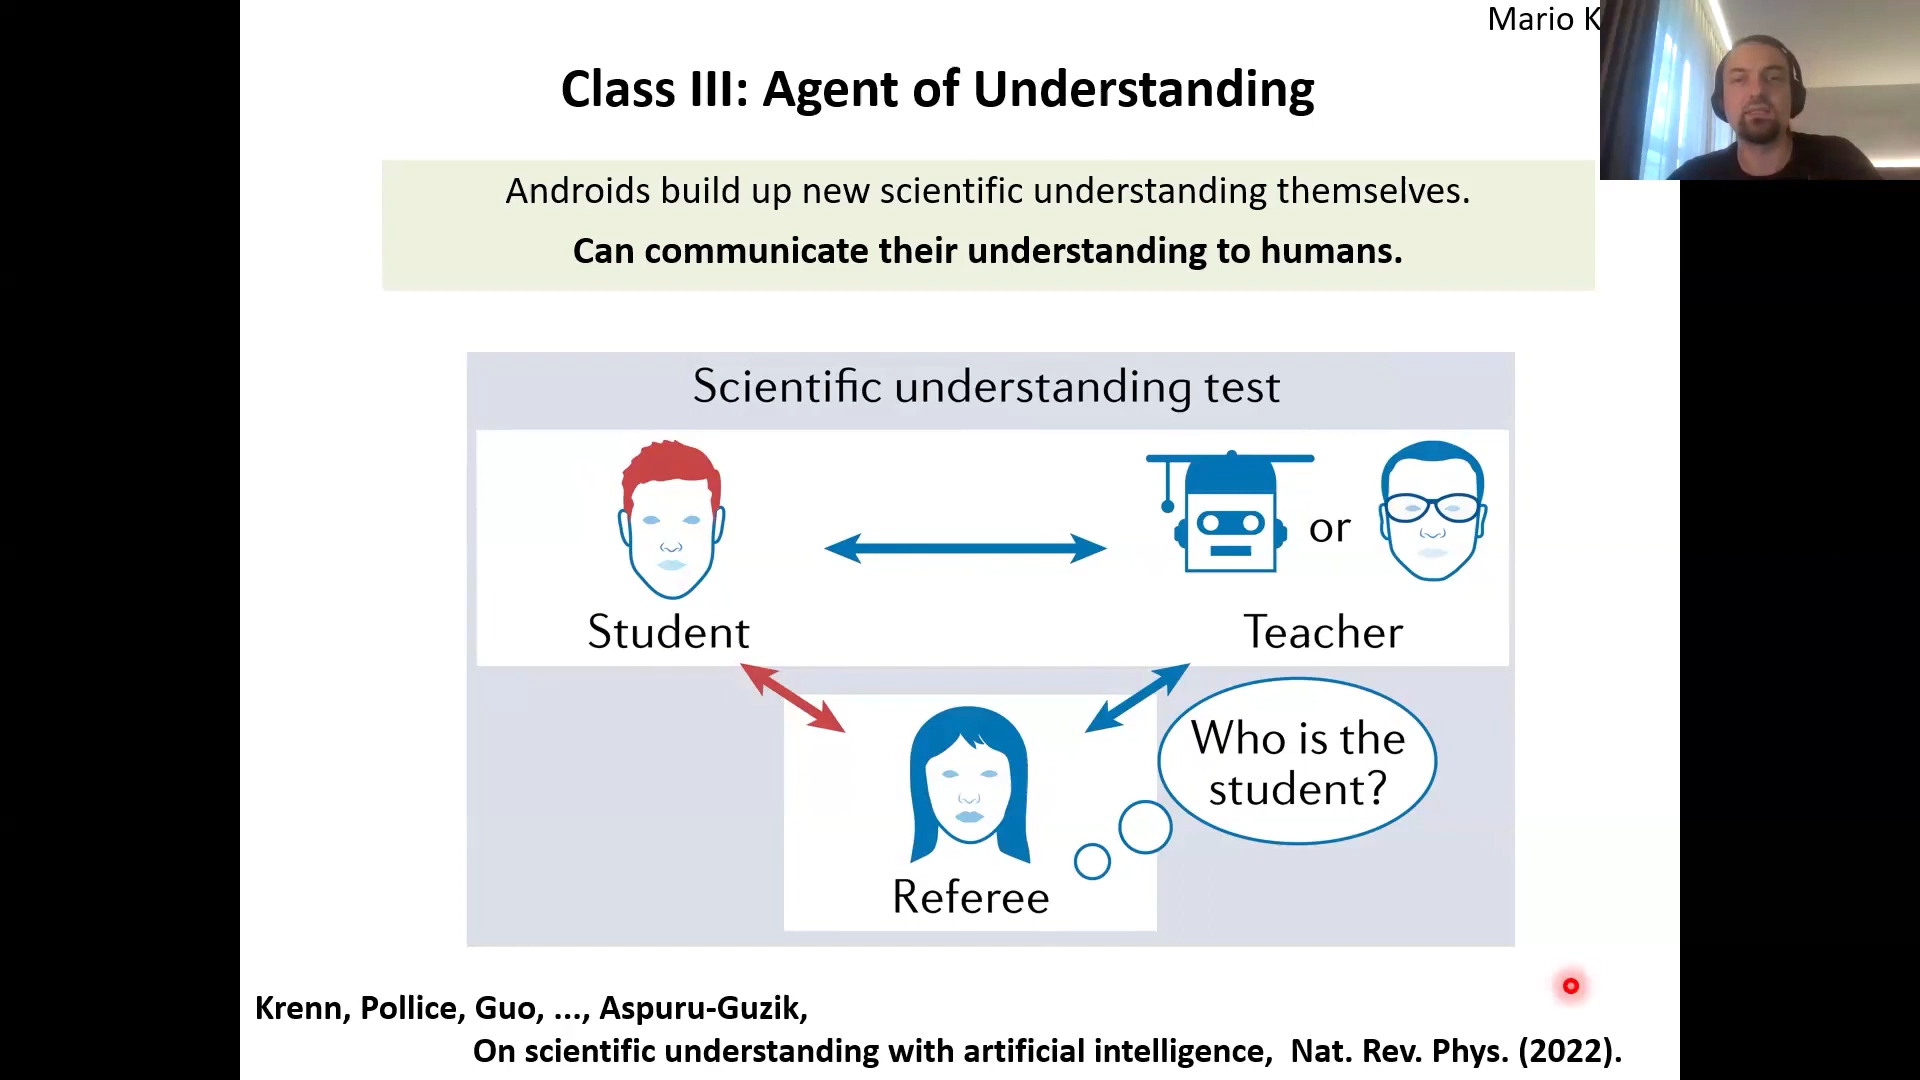 Mario K
Class III: Agent of Understanding
Androids build up new scientific understanding themselves.
Can communicate their understanding to humans.
Scientific understanding test
or
Student
Teacher
Who is the
student?
Referee
Krenn, Pollice, Guo, ..., Aspuru-Guzik,
On scientific understanding with artificial intelligence, Nat. Rev. Phys. (2022).